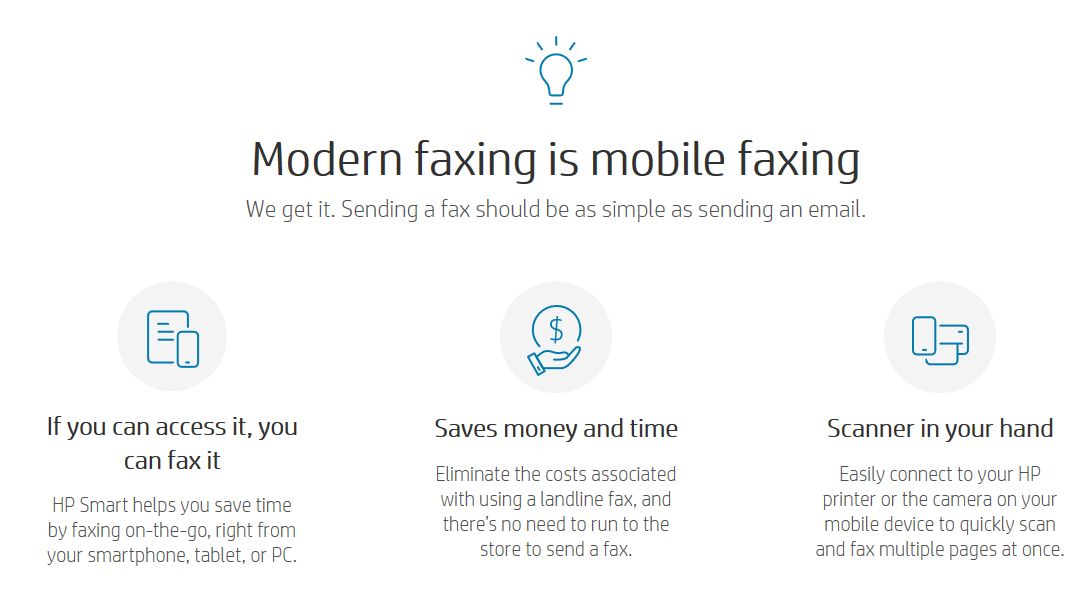 Modern faxing is mobile faxing
We get it. Sending a fax should be as simple as sending an email.
If you can access it, you
can fax it
HP Smart helps you save time
by faxing on-the-go, right from
your smartphone, tablet, or PC.
$
Saves money and time
Eliminate the costs associated
with using a landline fax, and
there's no need to run to the
store to send a fax.
Scanner in your hand
Easily connect to your HP
printer or the camera on your
mobile device to quickly scan
and fax multiple pages at once.